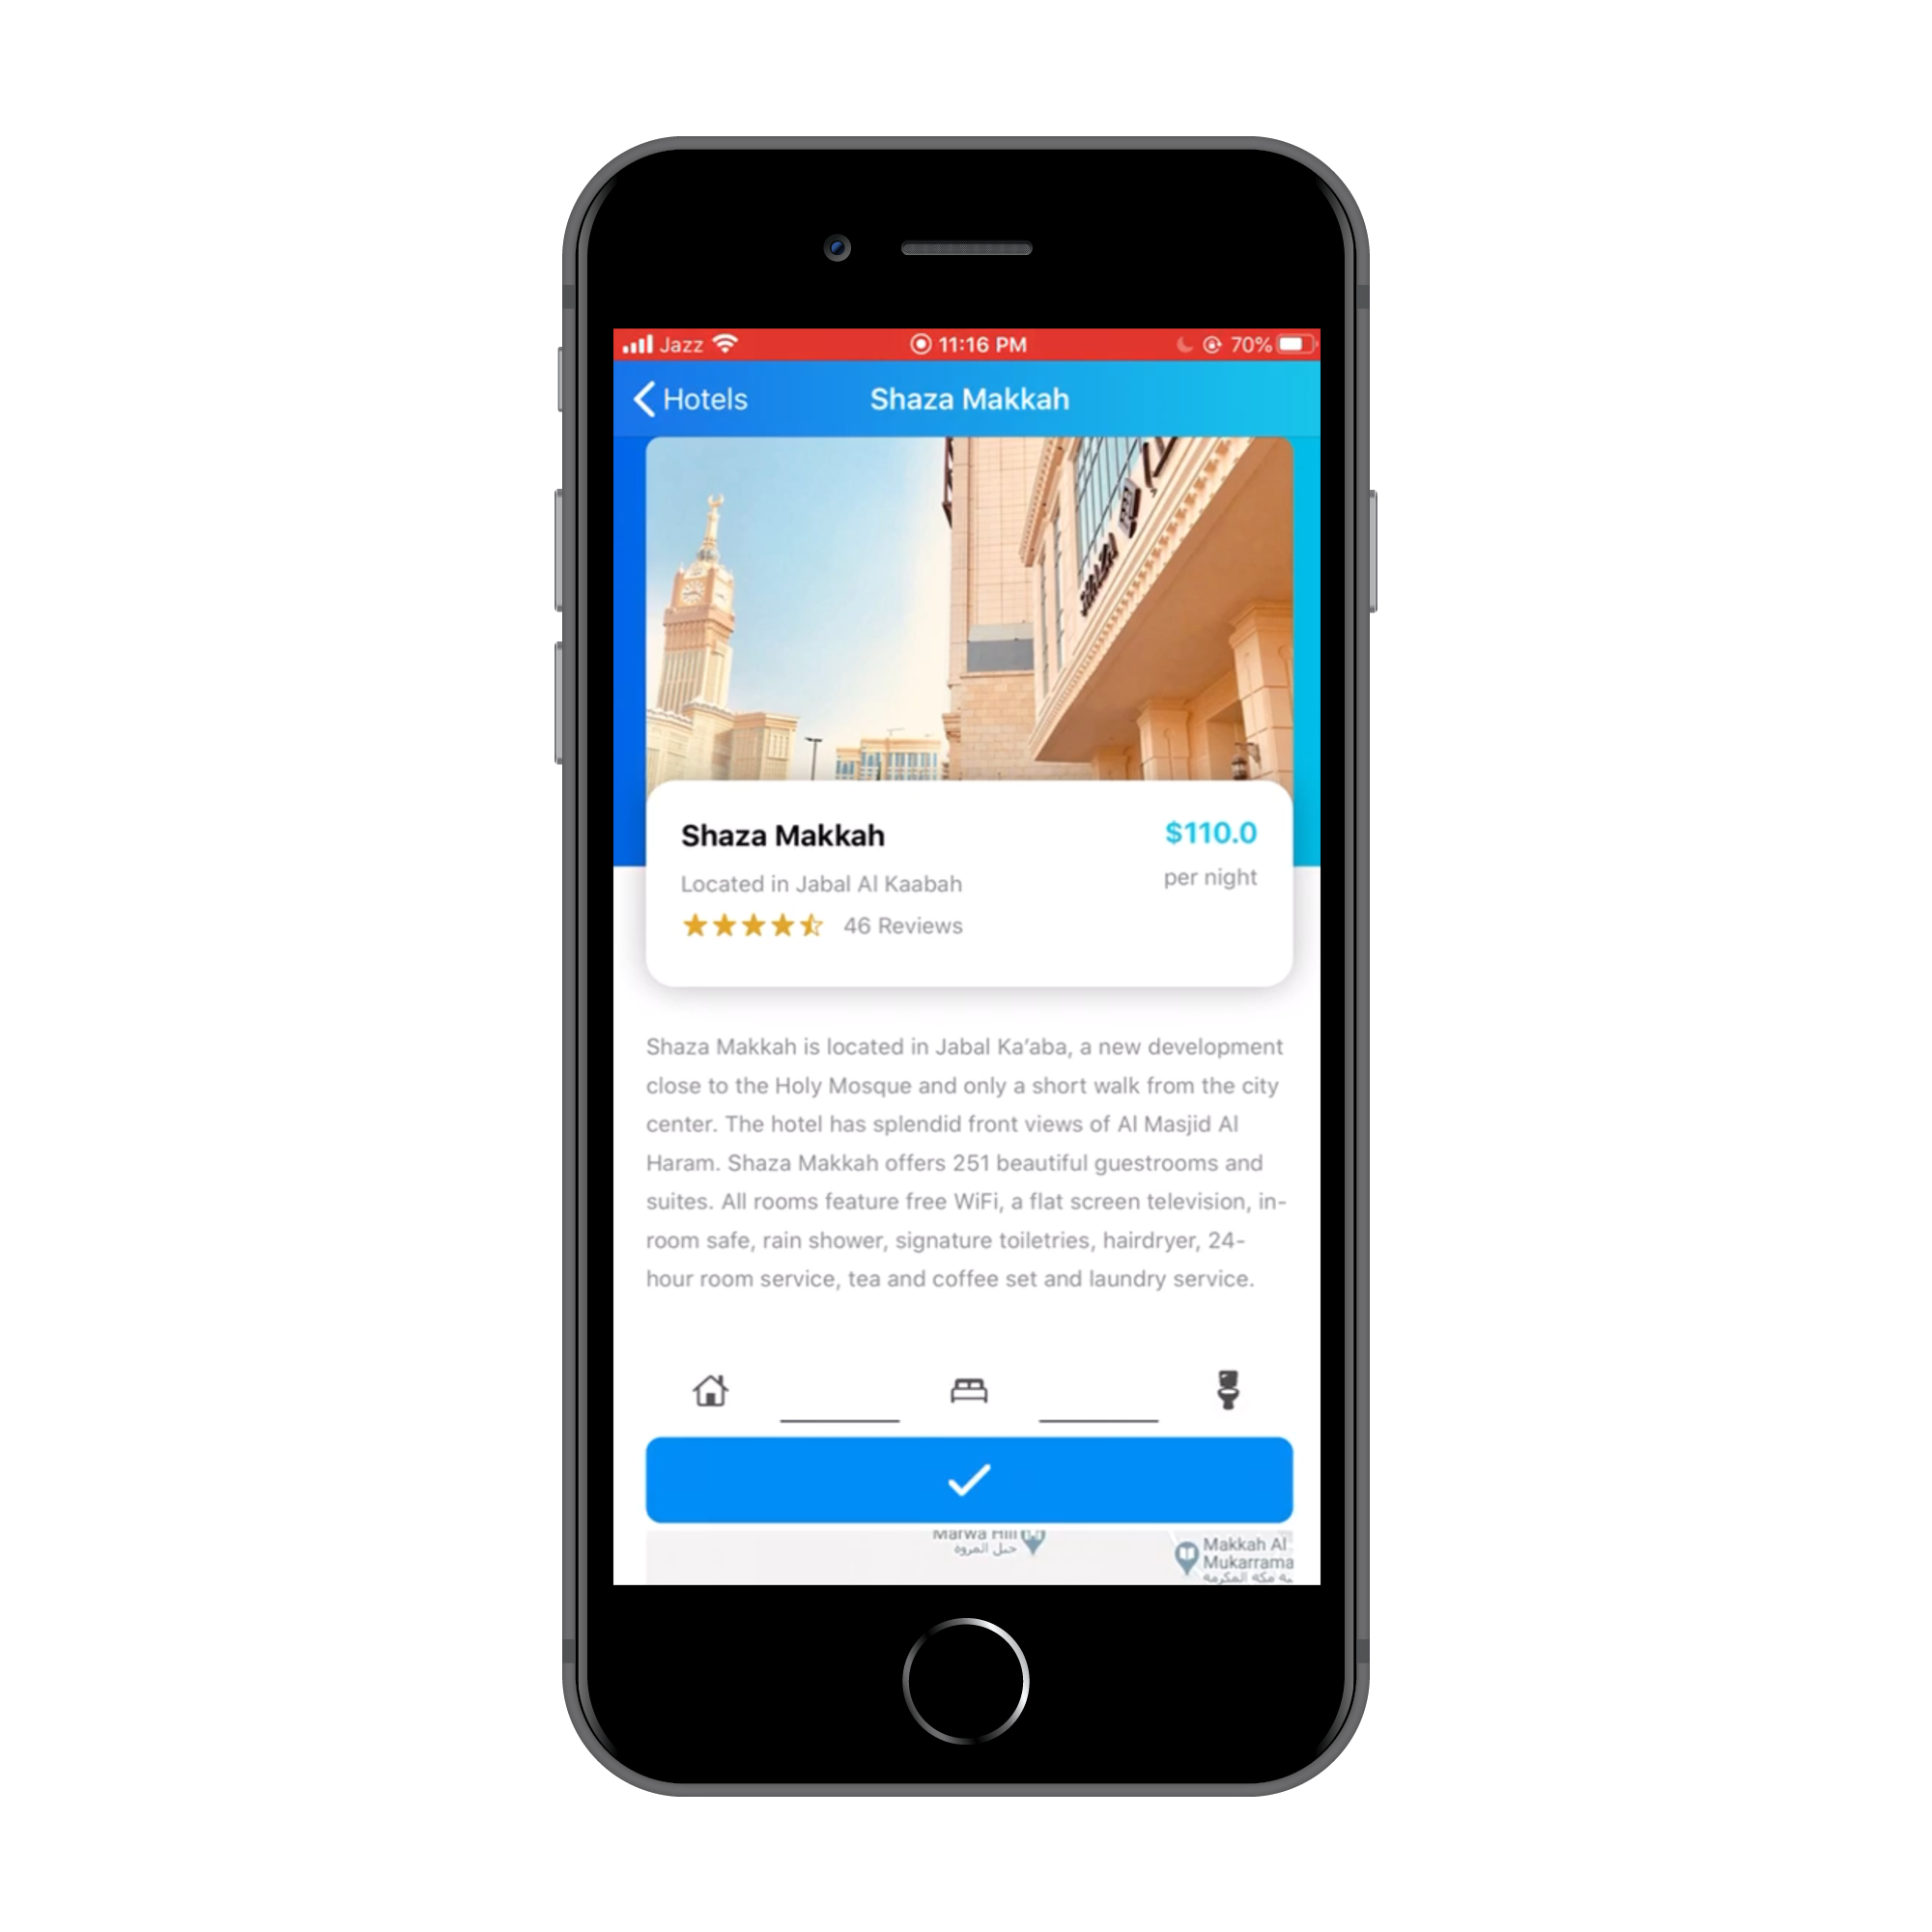 Jazz 11:16 PM 70%
Hotels Shaza Makkah
SHAZA
Shaza Makkah $110.0
Located in Jabal Al Kaabah per night
46 Reviews
Shaza Makkah is located in Jabal Ka’aba, a new development
close to the Holy Mosque and only a short walk from the city
center. The hotel has splendid front views of Al Masjid Al
Haram. Shaza Makkah offers 251 beautiful guestrooms and
suites. All rooms feature free WiFi, a flat screen television, in-
room safe, rain shower, signature toiletries, hairdryer, 24-
hour room service, tea and coffee set and laundry service.
Marwa Hill
جبل المروة
Makkah Al
Mukarrama
مكة المكرمة